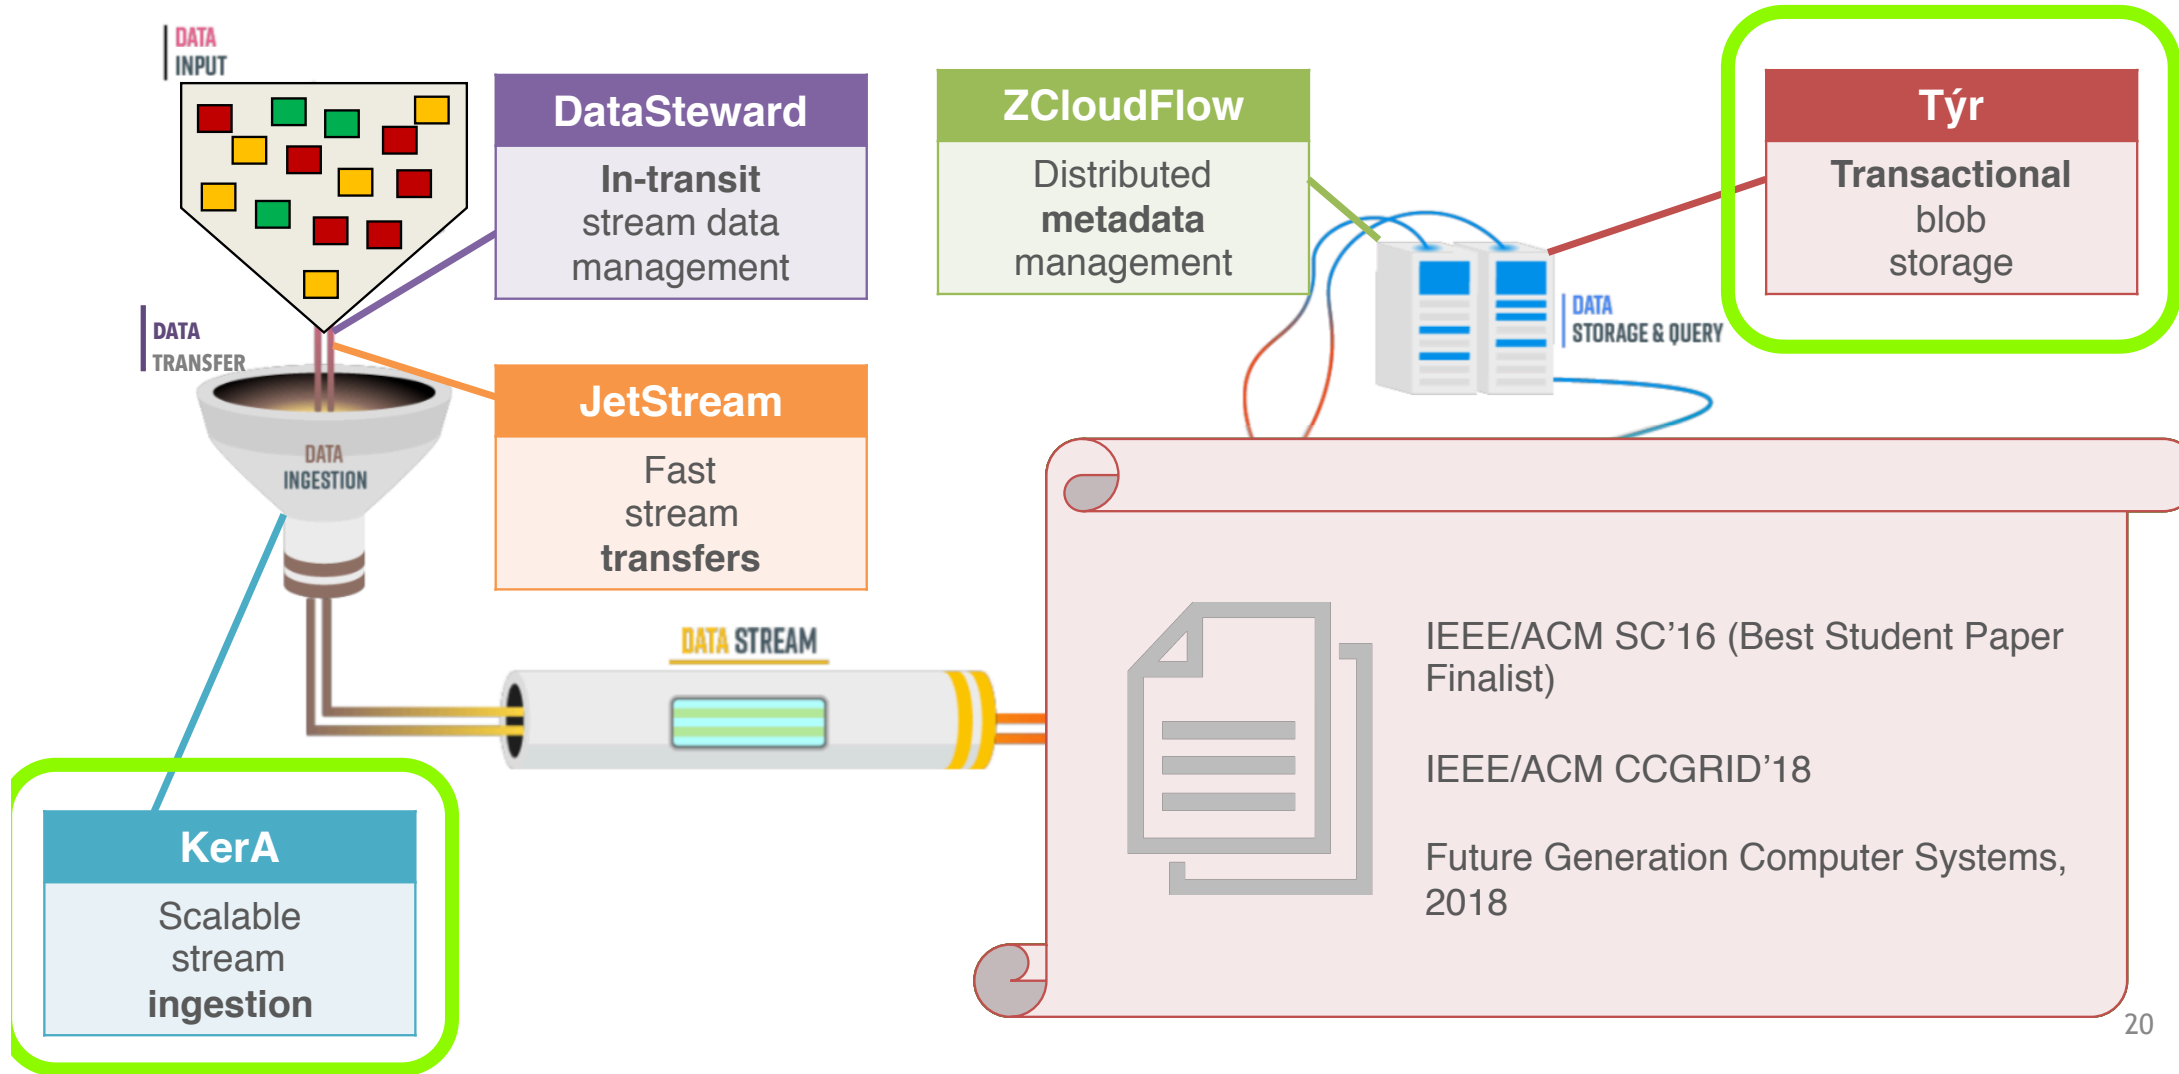 DATA
INPUT
DataSteward
In-transit
stream data
management
ZCloudFlow
Distributed
metadata
management
Týr
Transactional
blob
storage
DATA
TRANSFER
DATA
STORAGE & QUERY
JetStream
Fast
stream
transfers
DATA
INGESTION
DATA STREAM
KerA
Scalable
stream
ingestion
IEEE/ACM SC’16 (Best Student Paper
Finalist)
IEEE/ACM CCGRID’18
Future Generation Computer Systems,
2018
20